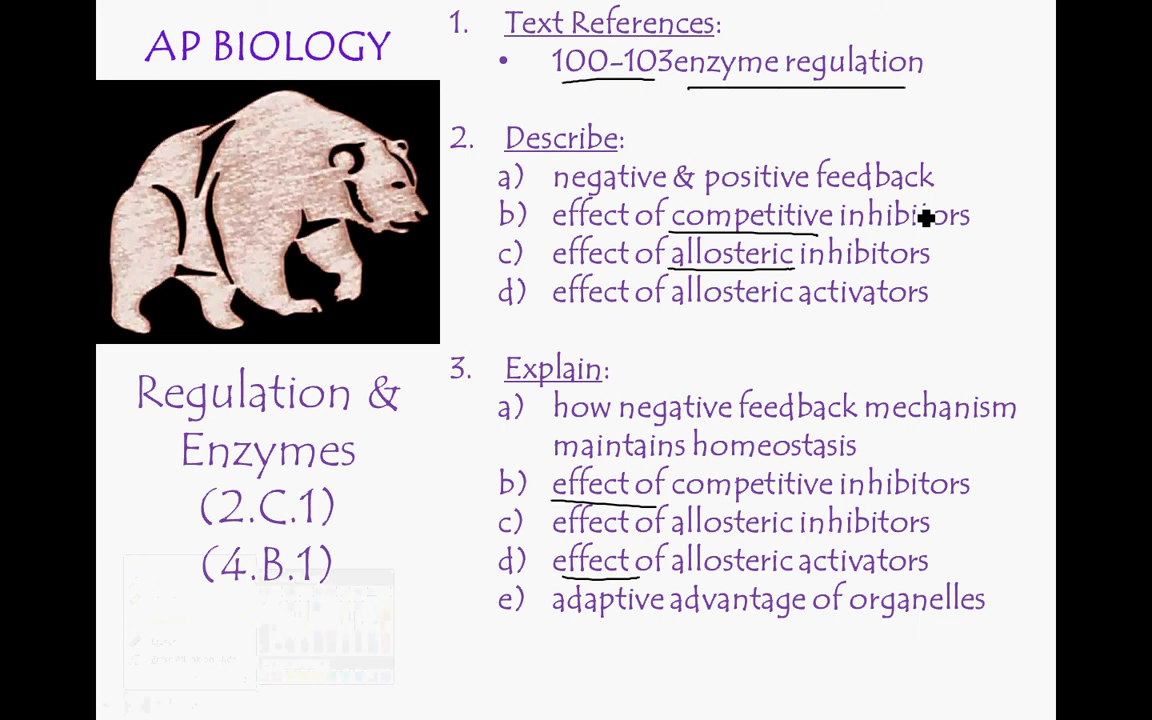 AP BIOLOGY
Regulation &
Enzymes
(2.C.1)
(4.B.1)
1. Text References:
• 100-103enzyme regulation
2. Describe:
a) negative & positive feedback
b) effect of competitive inhibitors
c) effect of allosteric inhibitors
d) effect of allosteric activators
3. Explain:
a) how negative feedback mechanism
maintains homeostasis
b) effect of competitive inhibitors
c) effect of allosteric inhibitors
d) effect of allosteric activators
e) adaptive advantage of organelles